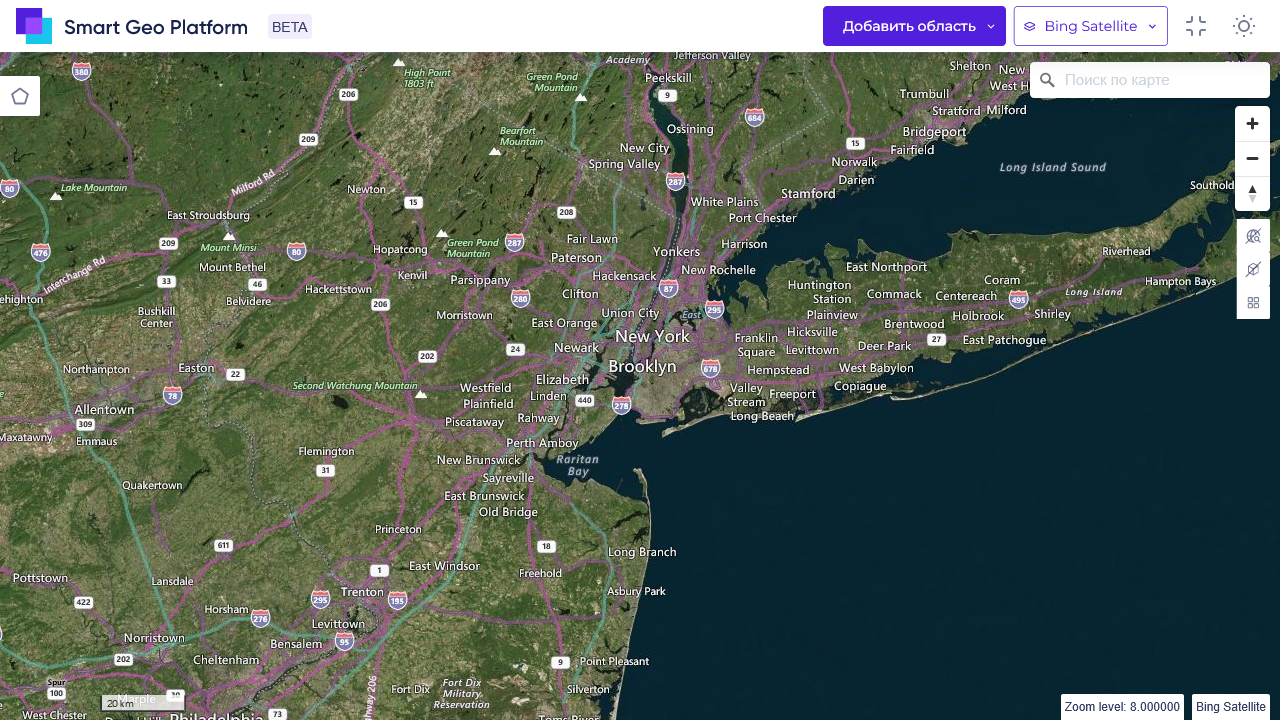 Smart Geo Platform
BETA
Добавить область
Bing Satellite
Поиск по карте
380
High Point
1803 ft
Green Pond
Mountain
Academy
Jefferson Valley
Peekskill
Shelton
New
West H
Trumbull
Stratford
Milford
Bridgeport
Fairfield
206
9
684
Ossining
15
209
Bearfort
Mountain
New City
Spring Valley
Norwalk
Darien
Long Island Sound
80
Lake Mountain
Milford Rd
Newton
287
Stamford
Southold
15
White Plains
East Stroudsburg
208
Port Chester
209
Mount Minsi
476
80
Hopatcong
Green Pond
Mountain
287
Fair Lawn
Paterson
Yonkers
Harrison
Riverhead
Interchange Rd
Mount Bethel
Kenvil
Parsippany
Hackensack
New Rochelle
East Northport
33
46
Hackettstown
280
Clifton
87
Huntington
Station
Coram
Hampton Bays
ehighton
Belvidere
206
Commack
Centereach
495
Long Island
Bushkill
Center
Morristown
East Orange
Union City
East
295
Plainview
Holbrook
Shirley
New York
Franklin
Square
Hicksville
Brentwood
Levittown
Deer Park
27
East Patchogue
Northampton
Easton
22
202
24
Newark
Brooklyn
678
Hempstead
West Babylon
Second Watchung Mountain
Westfield
Elizabeth
Valley
Stream
Freeport
Copiague
78
Plainfield
Linden
440
278
Allentown
309
Piscataway
Rahway
Long Beach
Maxatawny
Emmaus
Flemington
Perth Amboy
31
New Brunswick
Raritan
Bay
Sayreville
Quakertown
East Brunswick
Old Bridge
Princeton
611
18
Long Branch
1
East Windsor
Freehold
Pottstown
Lansdale
Trenton
Asbury Park
422
295
195
Horsham
276
Levittown
Norristown
95
Bensalem
202
Cheltenham
9
Point Pleasant
Spur
100
Fort Dix
Fort Dix
Military
Reservation
Silverton
Marple
30
20 km
Highway 206
West Chester
Philadelphia
73
Toms River
Zoom level: 8.000000
Bing Satellite